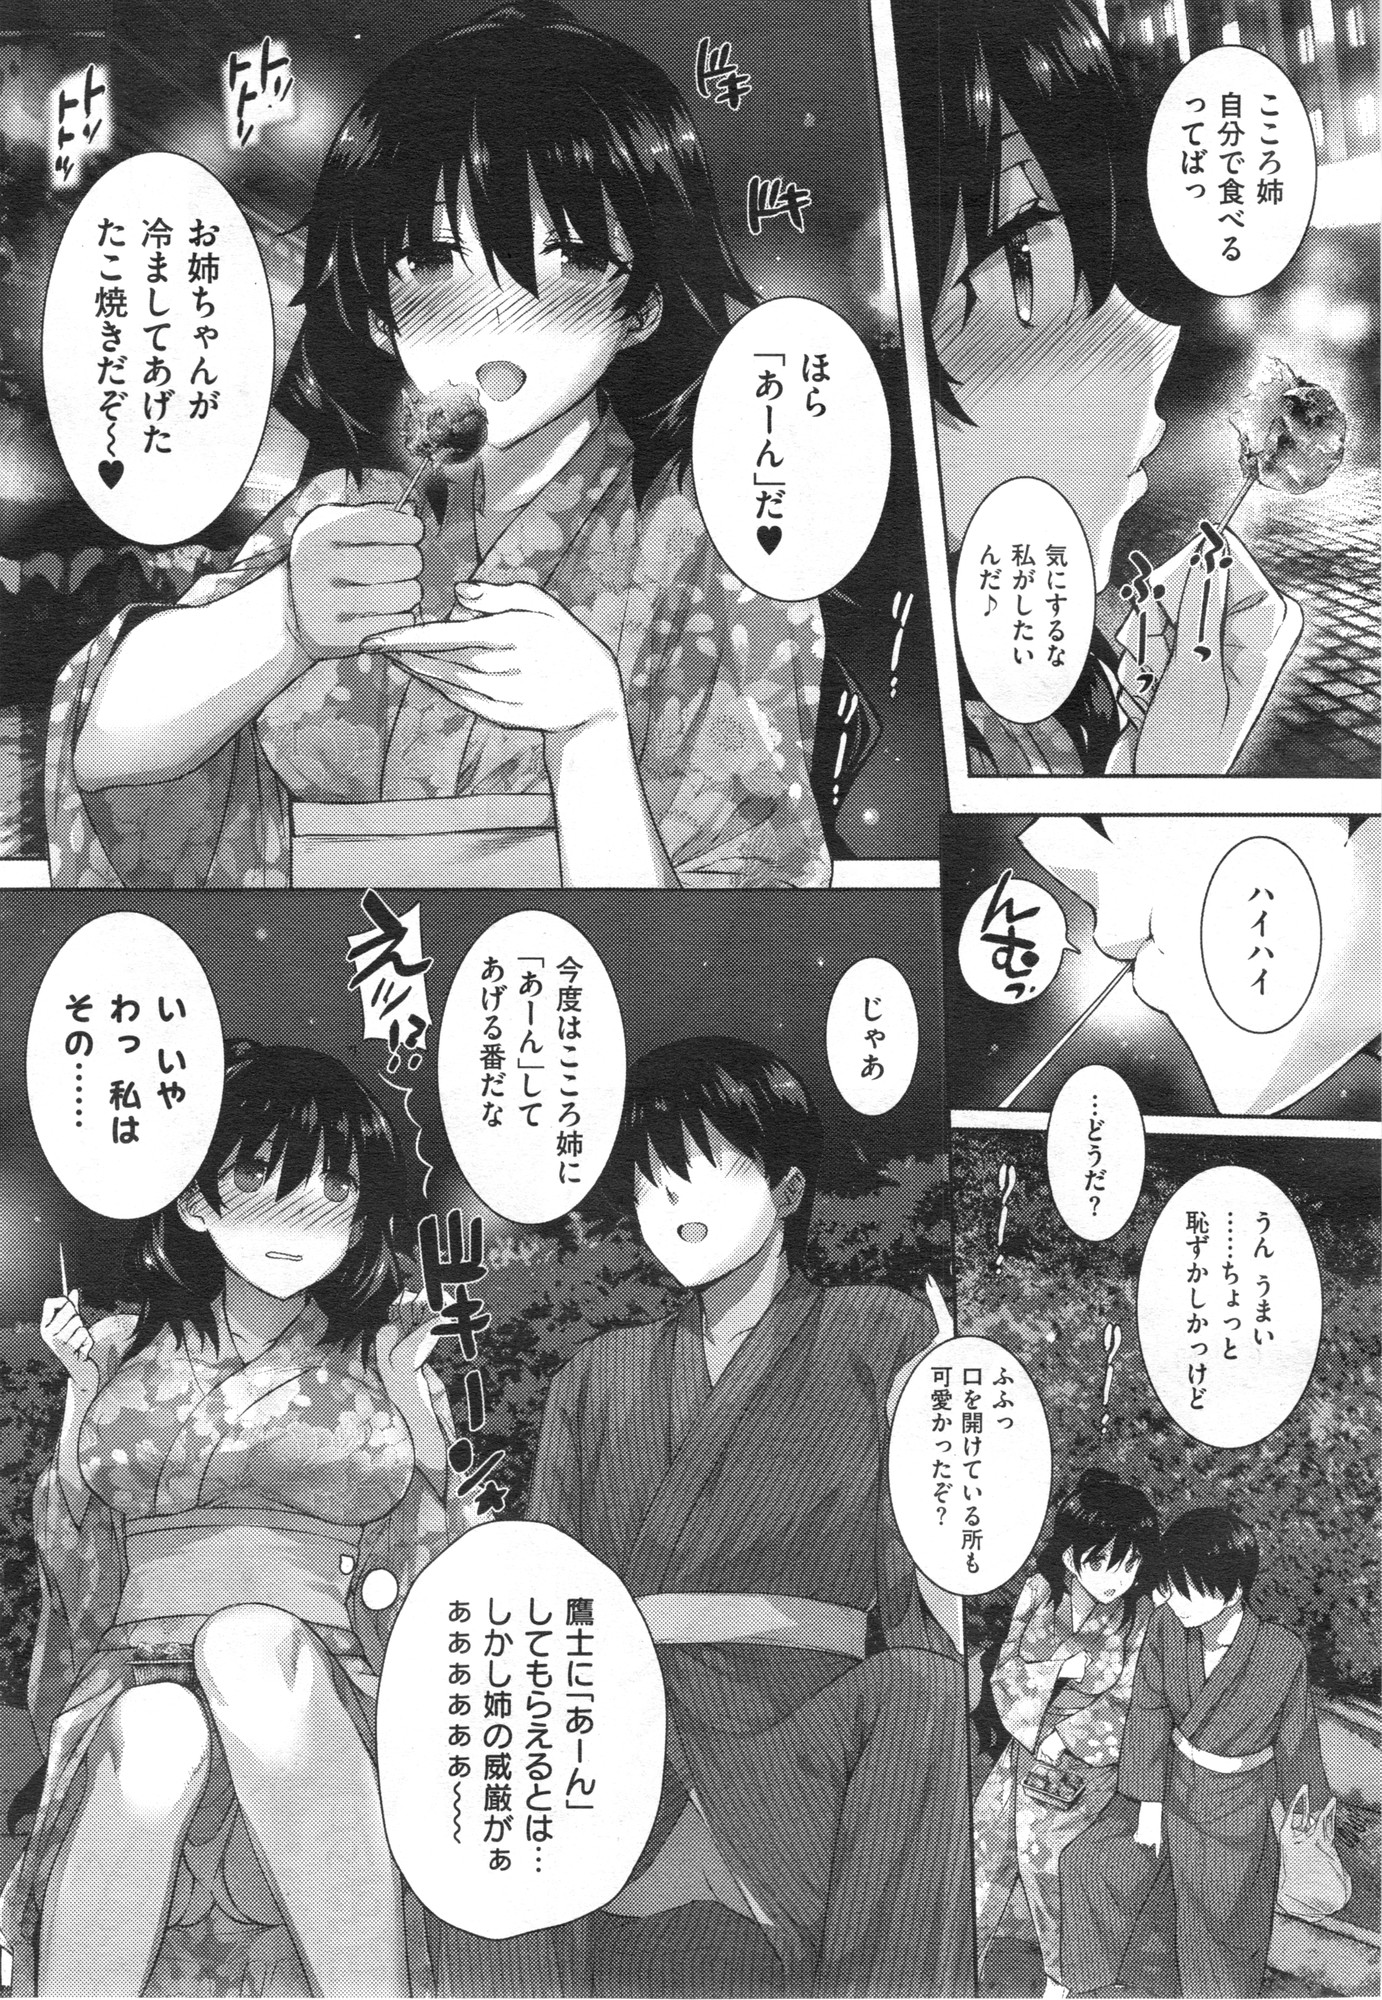 こころ姉
自分で食べる
ってばっ
ふーっ
ふーっ
気にするな
私がしたい
んだ♪
ほら
「あーん」だ♥
ドキ
ドキ
お姉ちゃんが
冷ましてあげた
たこ焼きだぞ〜♥
ハイハイ
んむっ
…どうだ?
うん うまい
……ちょっと
恥ずかしかっけど
ふふっ
口を開けている所も
可愛かったぞ?
じゃあ
今度はこころ姉に
「あーん」して
あげる番だな
えッ!?
い いや
わっ 私は
その……
ドキーン
鷹士に「あーん」
してもらえるとは…
しかし姉の威厳がぁ
ぁぁぁぁぁぁ〜〜〜